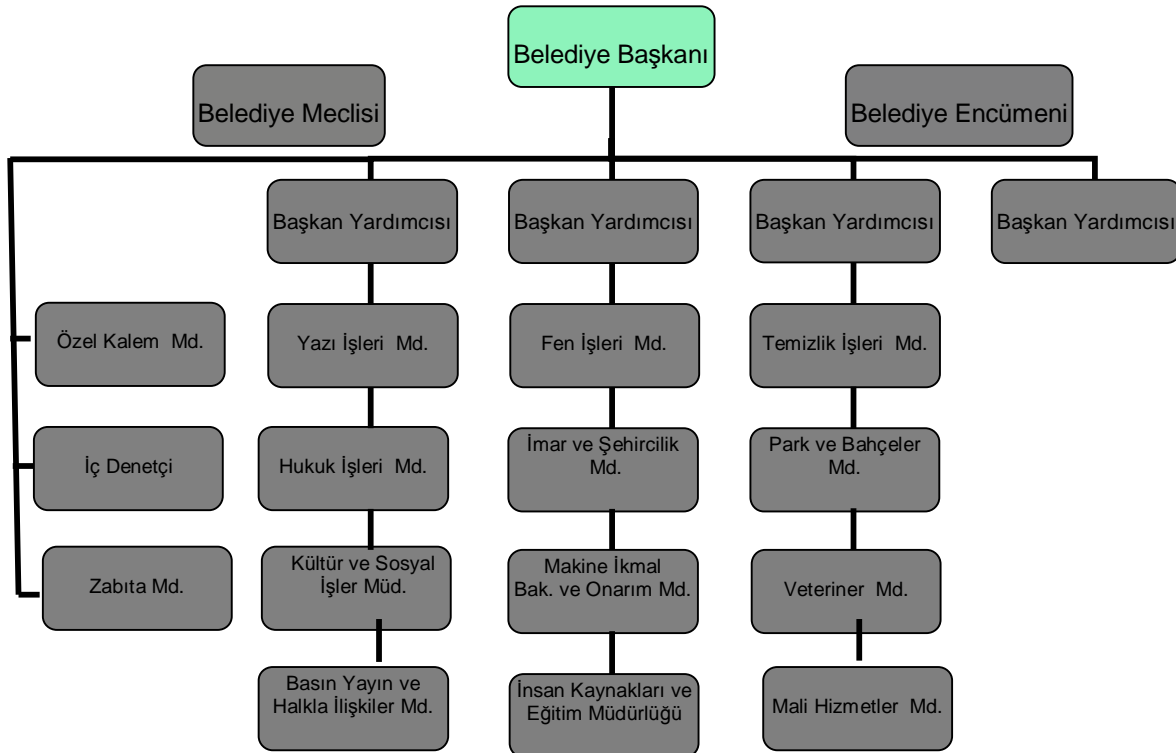 Belediye Başkanı
Belediye Meclisi
Belediye Encümeni
Başkan Yardımcısı
Başkan Yardımcısı
Başkan Yardımcısı
Başkan Yardımcısı
Özel Kalem Md.
Yazı İşleri Md.
Fen İşleri Md.
Temizlik İşleri Md.
İç Denetçi
Hukuk İşleri Md.
İmar ve Şehircilik
Md.
Park ve Bahçeler
Md.
Zabıta Md.
Kültür ve Sosyal
İşler Müd.
Makine İkmal
Bak. ve Onarım Md.
Veteriner Md.
Basın Yayın ve
Halkla İlişkiler Md.
İnsan Kaynakları ve
Eğitim Müdürlüğü
Mali Hizmetler Md.